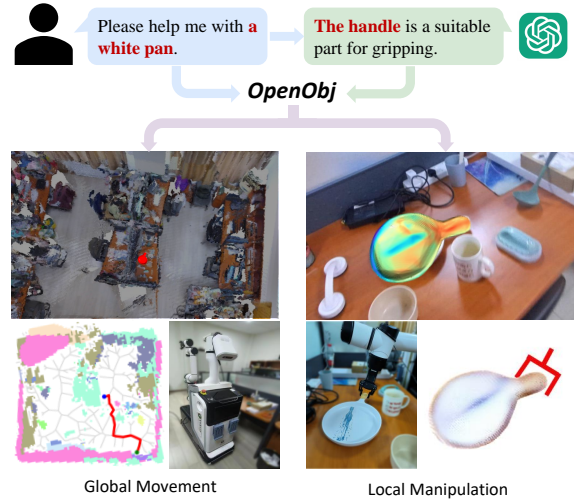 Please help me with a
white pan.
The handle is a suitable
part for gripping.
OpenObj
Global Movement
Local Manipulation